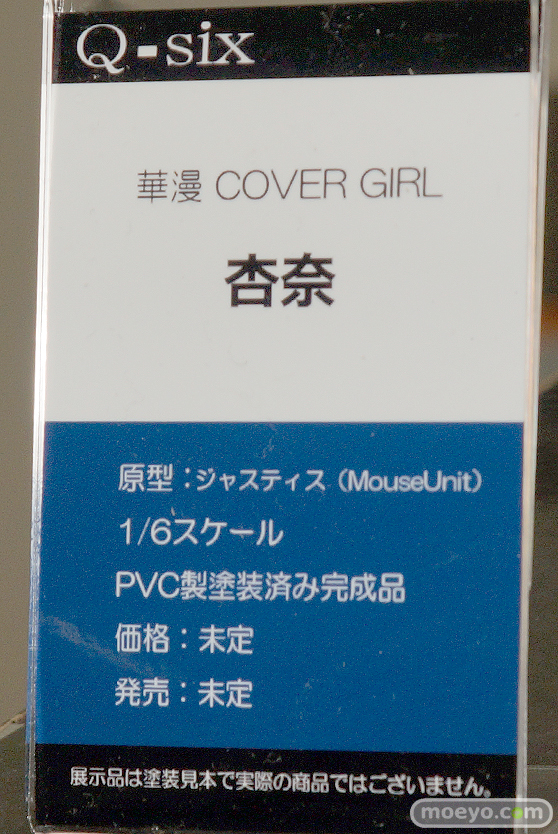 Q-six
華漫 COVER GIRL
杏奈
原型：ジャスティス（MouseUnit）
1/6スケール
PVC製塗装済み完成品
価格：未定
発売：未定
展示品は塗装見本で実際の商品ではございません。
moeyo.com